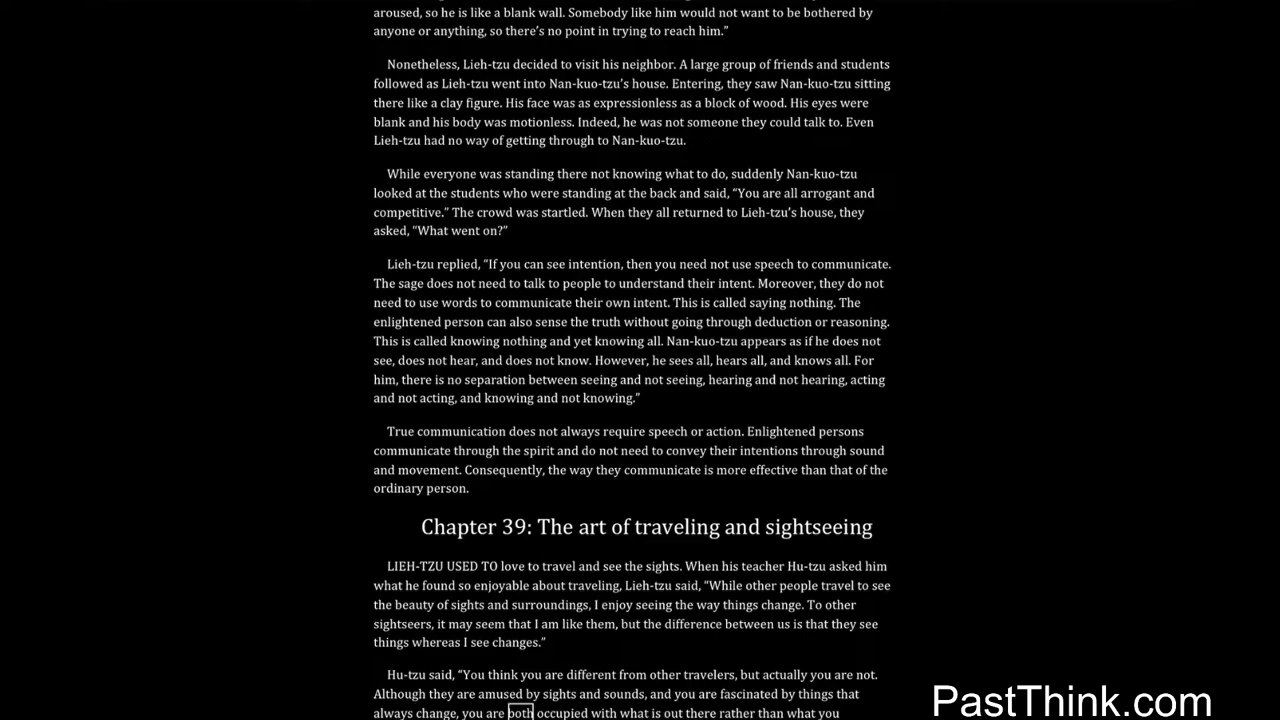 aroused, so he is like a blank wall. Somebody like him would not want to be bothered by
anyone or anything, so there’s no point in trying to reach him.”
Nonetheless, Lieh-tzu decided to visit his neighbor. A large group of friends and students
followed as Lieh-tzu went into Nan-kuo-tzu’s house. Entering, they saw Nan-kuo-tzu sitting
there like a clay figure. His face was as expressionless as a block of wood. His eyes were
blank and his body was motionless. Indeed, he was not someone they could talk to. Even
Lieh-tzu had no way of getting through to Nan-kuo-tzu.
While everyone was standing there not knowing what to do, suddenly Nan-kuo-tzu
looked at the students who were standing at the back and said, “You are all arrogant and
competitive.” The crowd was startled. When they all returned to Lieh-tzu’s house, they
asked, “What went on?”
Lieh-tzu replied, “If you can see intention, then you need not use speech to communicate.
The sage does not need to talk to people to understand their intent. Moreover, they do not
need to use words to communicate their own intent. This is called saying nothing. The
enlightened person can also sense the truth without going through deduction or reasoning.
This is called knowing nothing and yet knowing all. Nan-kuo-tzu appears as if he does not
see, does not hear, and does not know. However, he sees all, hears all, and knows all. For
him, there is no separation between seeing and not seeing, hearing and not hearing, acting
and not acting, and knowing and not knowing.”
True communication does not always require speech or action. Enlightened persons
communicate through the spirit and do not need to convey their intentions through sound
and movement. Consequently, the way they communicate is more effective than that of the
ordinary person.
Chapter 39: The art of traveling and sightseeing
LIEH-TZU USED TO love to travel and see the sights. When his teacher Hu-tzu asked him
what he found so enjoyable about traveling, Lieh-tzu said, “While other people travel to see
the beauty of sights and surroundings, I enjoy seeing the way things change. To other
sightseers, it may seem that I am like them, but the difference between us is that they see
things whereas I see changes.”
Hu-tzu said, “You think you are different from other travelers, but actually you are not.
Although they are amused by sights and sounds, and you are fascinated by things that
always change, you are both occupied with what is out there rather than what you
PastThink.com